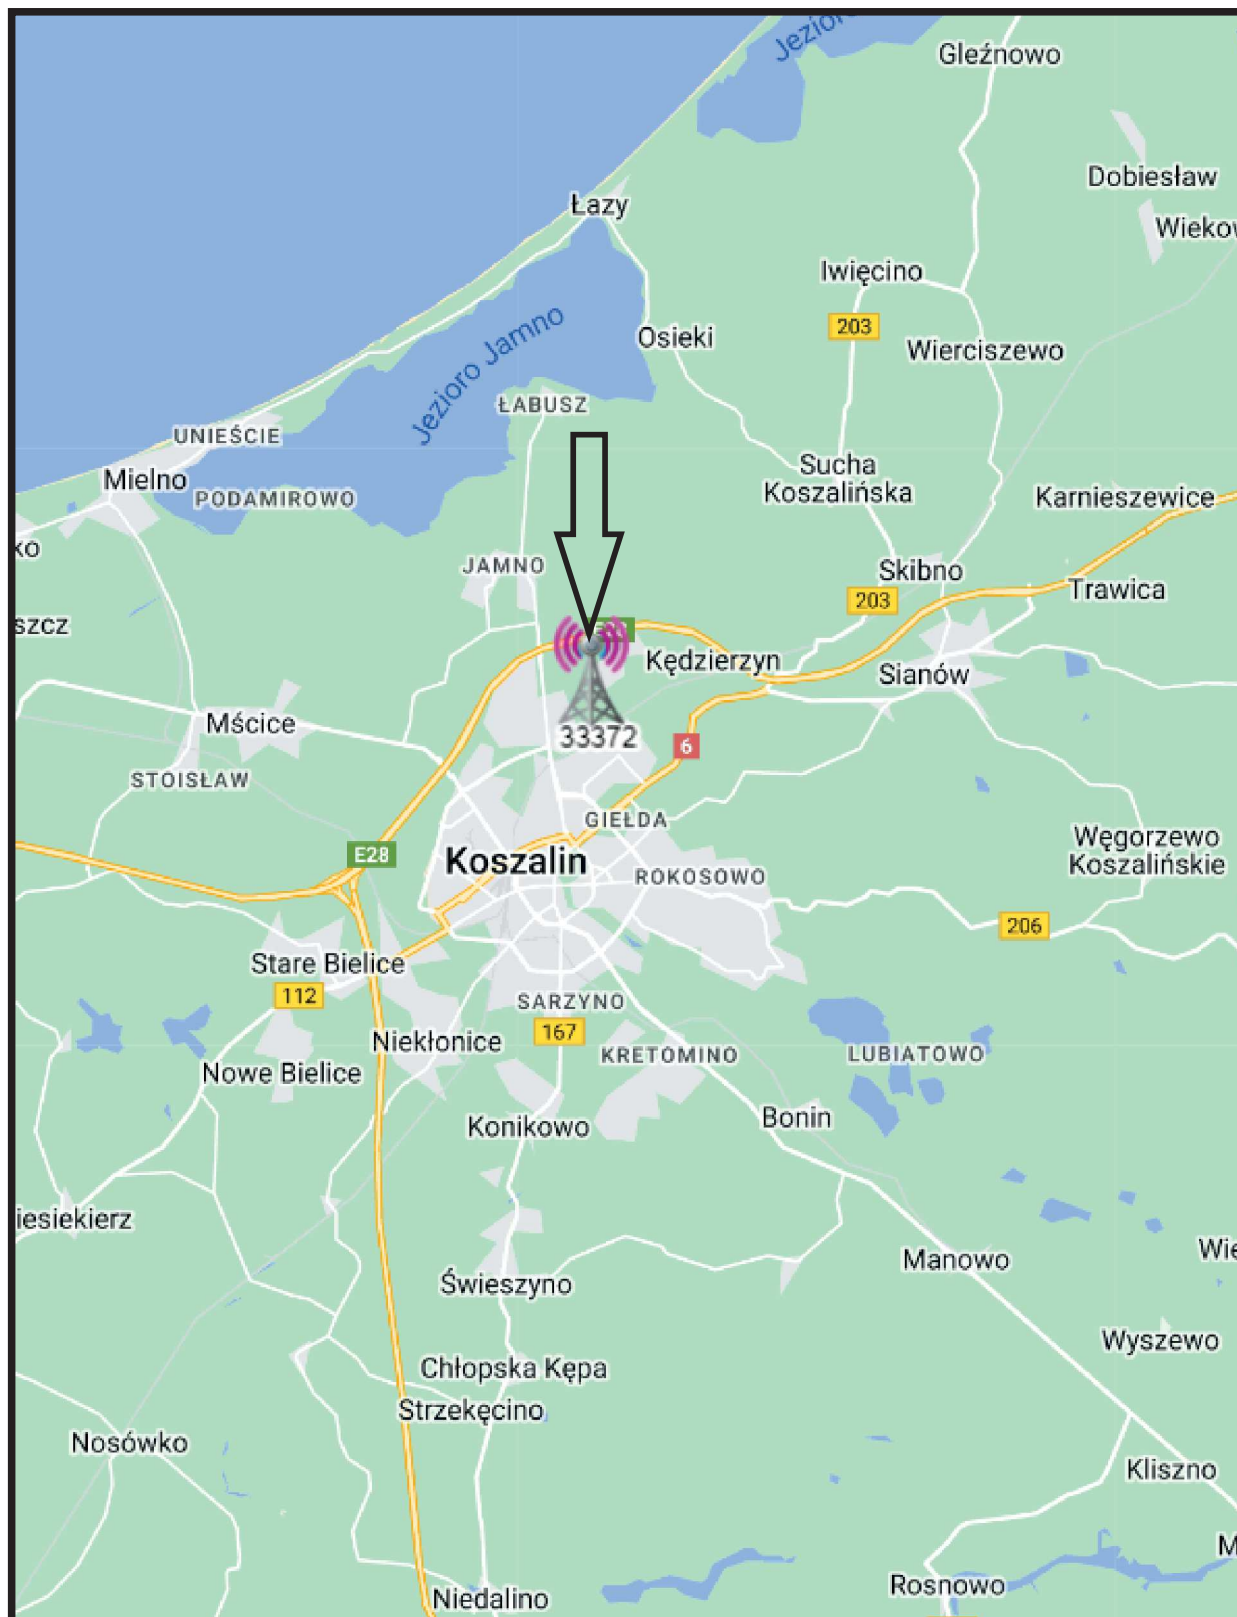 Jezioro
Gleźnowo
Dobiesław
Łazy
Iwięcino
203
Osieki
Wierciszewo
Jezioro Jamno
ŁABUSZ
UNIEŚCIE
Mielno
PODAMIROWO
Sucha
Koszalińska
Karnieszewice
JAMNO
Skibno
Trawica
203
szcz
Kędzierzyn
Sianów
Mścice
33372
6
STOISŁAW
GIEŁDA
Węgorzewo
Koszalińskie
E28
Koszalin
ROKOSOWO
206
Stare Bielice
112
SARZYNO
167
Niekłonice
KRETOMINO
LUBIATOWO
Nowe Bielice
Konikowo
Bonin
iesiekierz
Manowo
Wie
Świeszyno
Wyszewo
Chłopska Kępa
Strzekęcino
Nosówko
Kliszno
M
Rosnowo
Niedalino